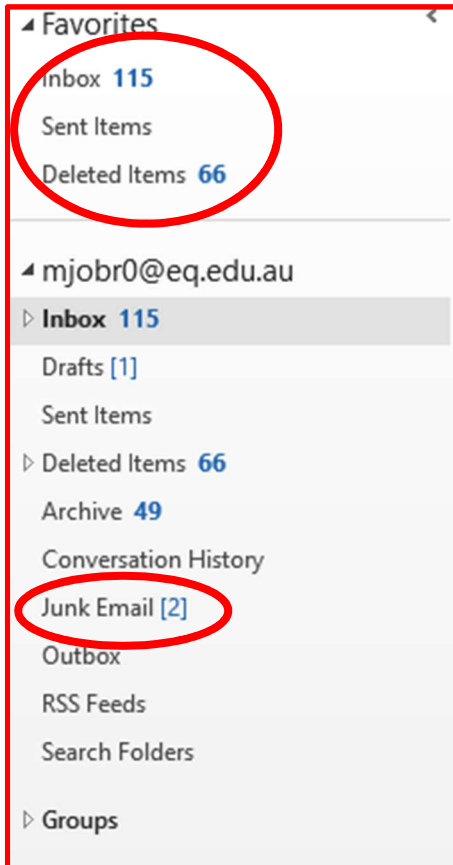 Favorites
Inbox 115
Sent Items
Deleted Items 66
mjobr0@eq.edu.au
Inbox 115
Drafts [1]
Sent Items
Deleted Items 66
Archive 49
Conversation History
Junk Email [2]
Outbox
RSS Feeds
Search Folders
Groups